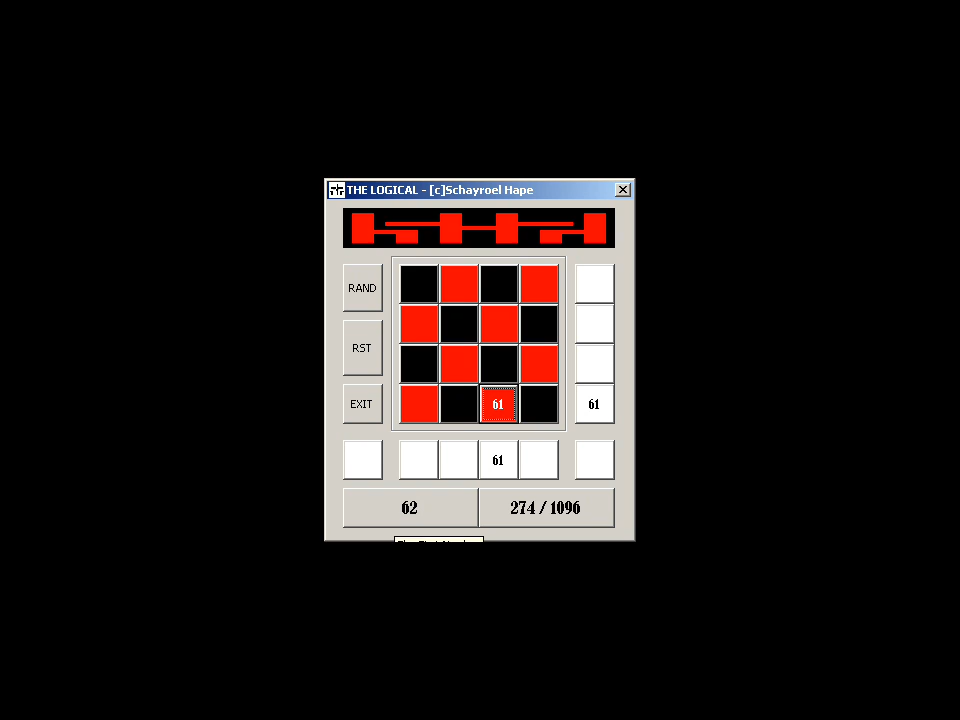 THE LOGICAL - [c]Schayroel Hape
RAND
RST
EXIT
61
61
61
62
274 / 1096